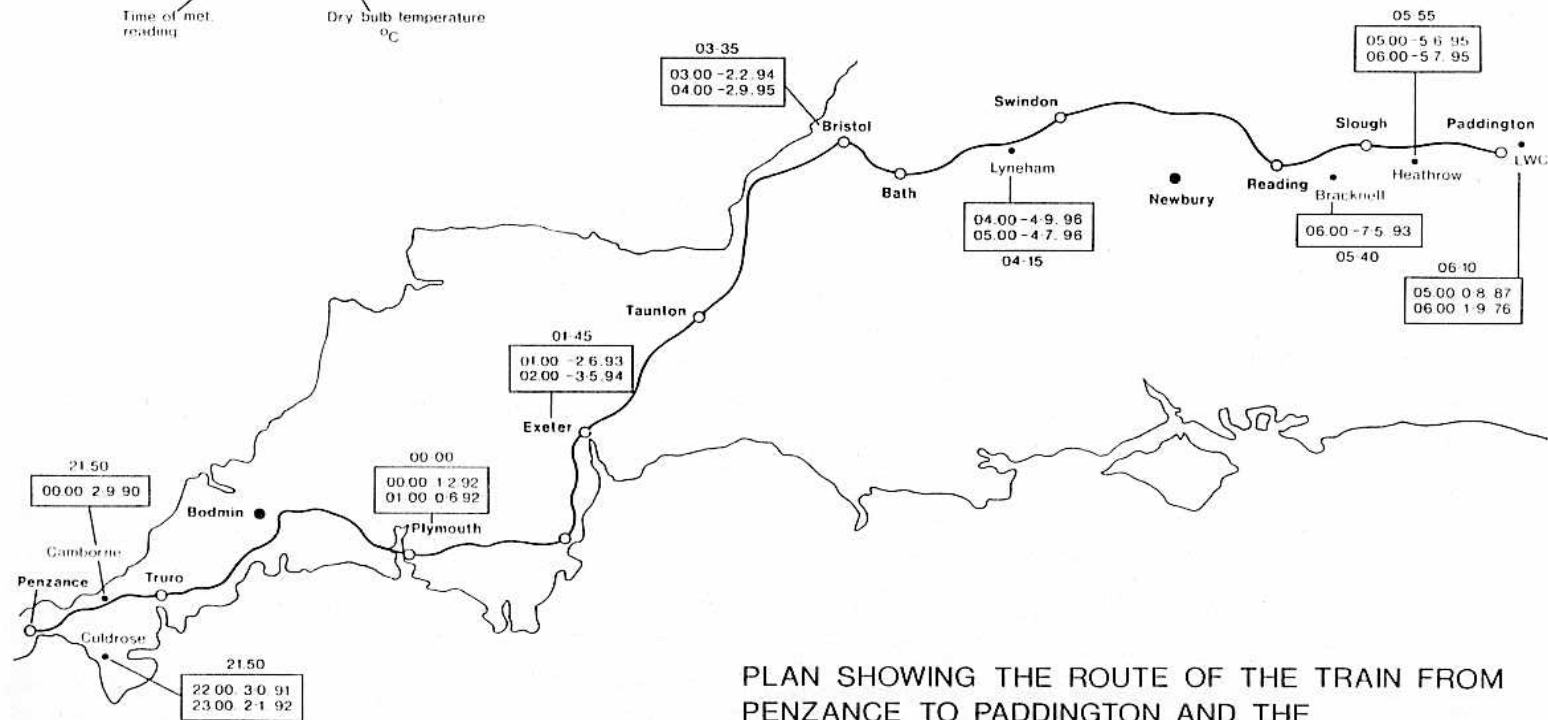 Time of met.
reading
Dry bulb temperature
°C
05-55
05.00 -5.6.95
06.00 -5.7.95
03-35
03.00 -2.2.94
04.00 -2.9.95
Swindon
Bristol
Slough
Paddington
Lyneham
Bath
Newbury
Reading
Bracknell
Heathrow
LWC
04.00 -4.9.96
05.00 -4.7.96
04-15
06.00 -7.5.93
05-40
06-10
05.00 0.8.87
06.00 1.9.76
Taunton
01-45
01.00 -2.6.93
02.00 -3.5.94
Exeter
00-00
00.00 1.2.92
01.00 0.6.92
Plymouth
21.50
00.00 2.9.90
Bodmin
Camborne
Penzance
Truro
Culdrose
21.50
22.00. 3.0.91
23.00. 2.1.92
PLAN SHOWING THE ROUTE OF THE TRAIN FROM
PENZANCE TO PADDINGTON AND THE